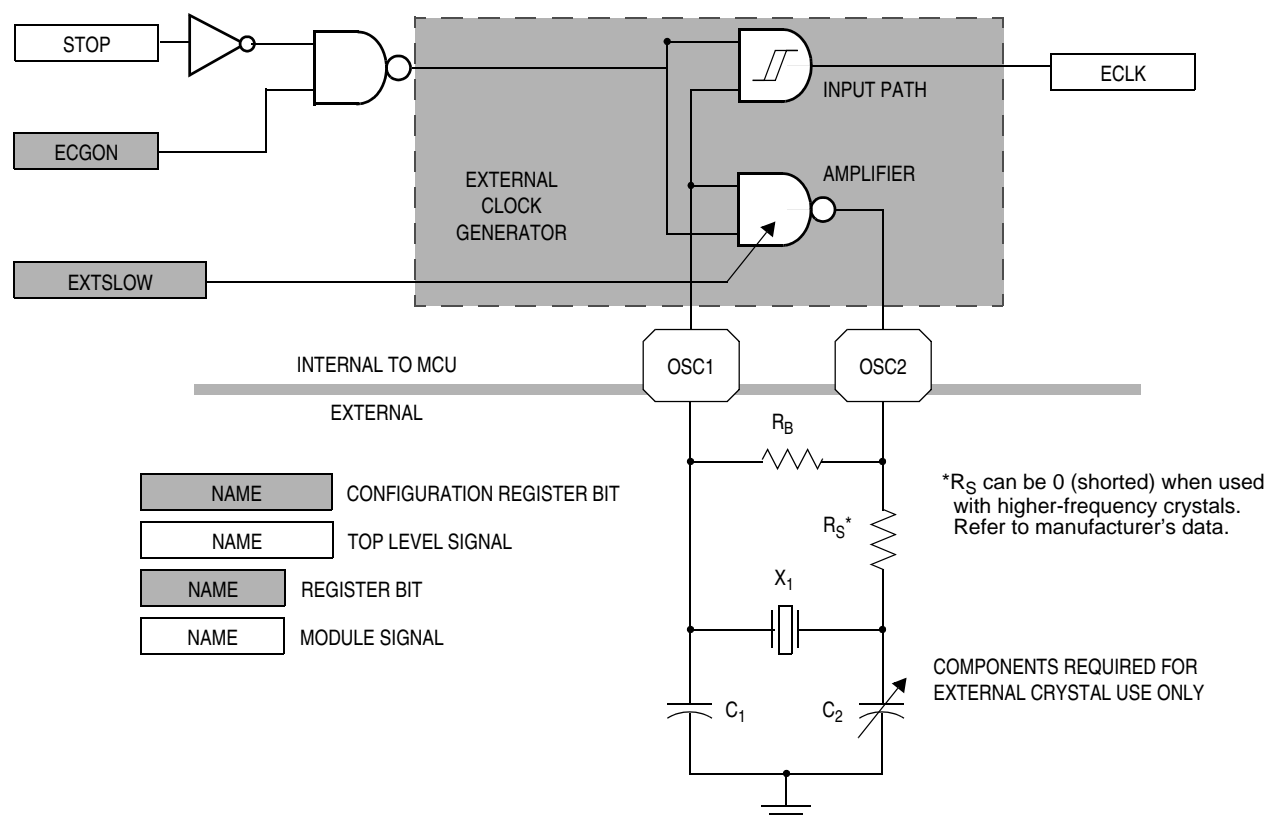 STOP
ECGON
EXTSLOW
INPUT PATH
ECLK
AMPLIFIER
EXTERNAL
CLOCK
GENERATOR
OSC1
OSC2
INTERNAL TO MCU
EXTERNAL
RB
NAME CONFIGURATION REGISTER BIT
NAME TOP LEVEL SIGNAL
NAME REGISTER BIT
NAME MODULE SIGNAL
*RS can be 0 (shorted) when used
with higher-frequency crystals.
Refer to manufacturer's data.
RS*
X1
C1
C2
COMPONENTS REQUIRED FOR
EXTERNAL CRYSTAL USE ONLY